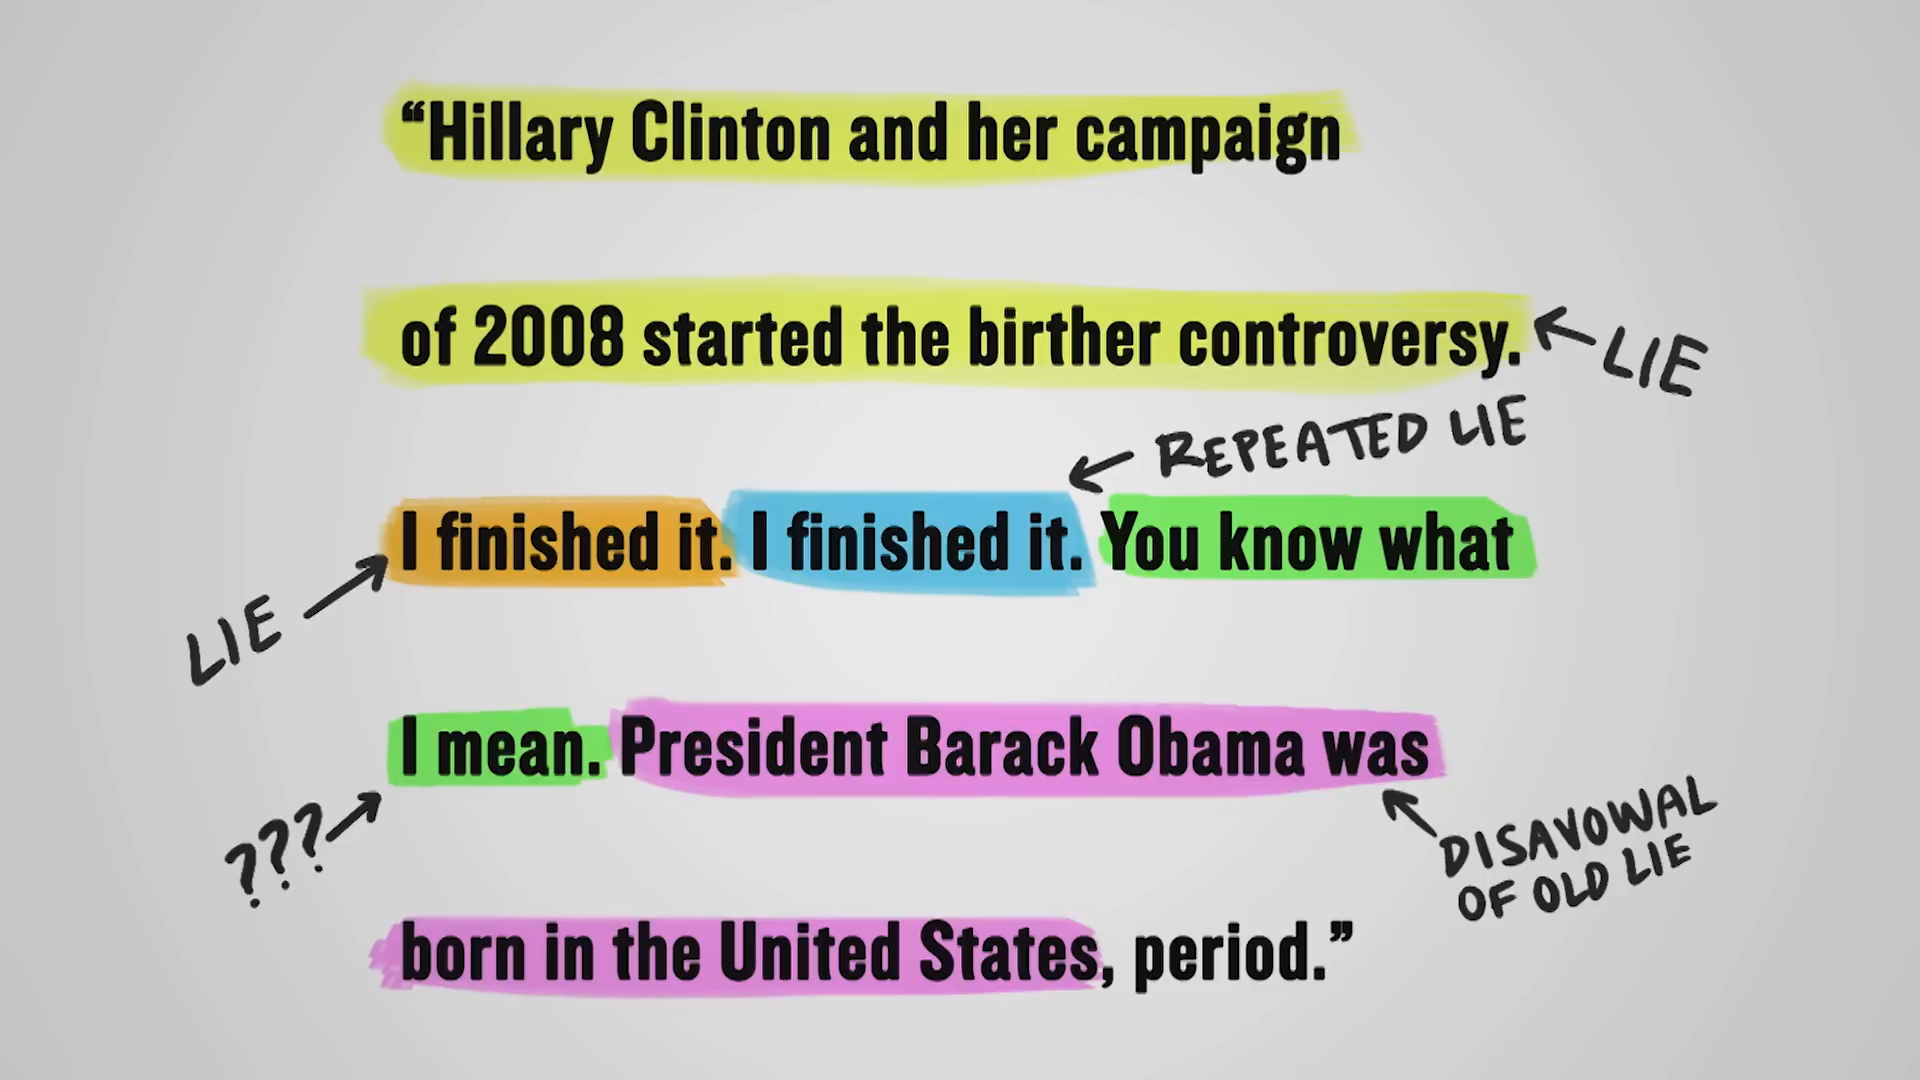 “Hillary Clinton and her campaign
of 2008 started the birther controversy.
LIE
REPEATED LIE
I finished it. I finished it. You know what
LIE
I mean. President Barack Obama was
???
DISAVOWAL
OF OLD LIE
born in the United States, period.”